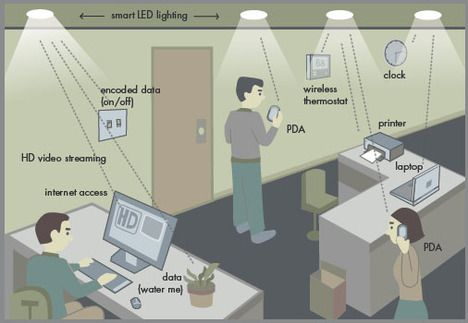 smart LED lighting
encoded data
(on/off)
68
wireless
thermostat
clock
PDA
printer
HD video streaming
laptop
internet access
HD
PDA
data
(water me)